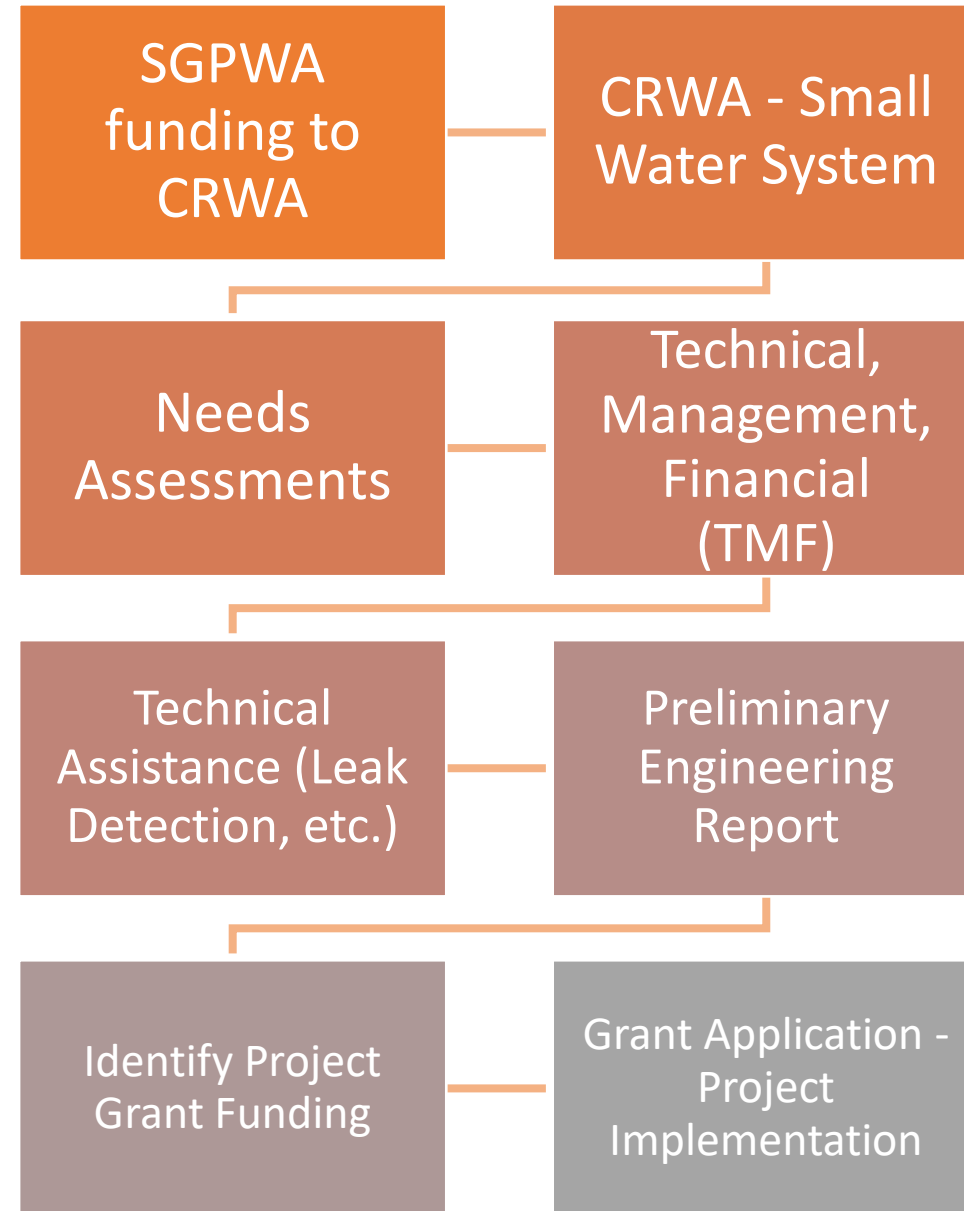 SGPWA
funding to
CRWA
CRWA - Small
Water System
Needs
Assessments
Technical,
Management,
Financial
(TMF)
Technical
Assistance (Leak
Detection, etc.)
Preliminary
Engineering
Report
Identify Project
Grant Funding
Grant Application -
Project
Implementation